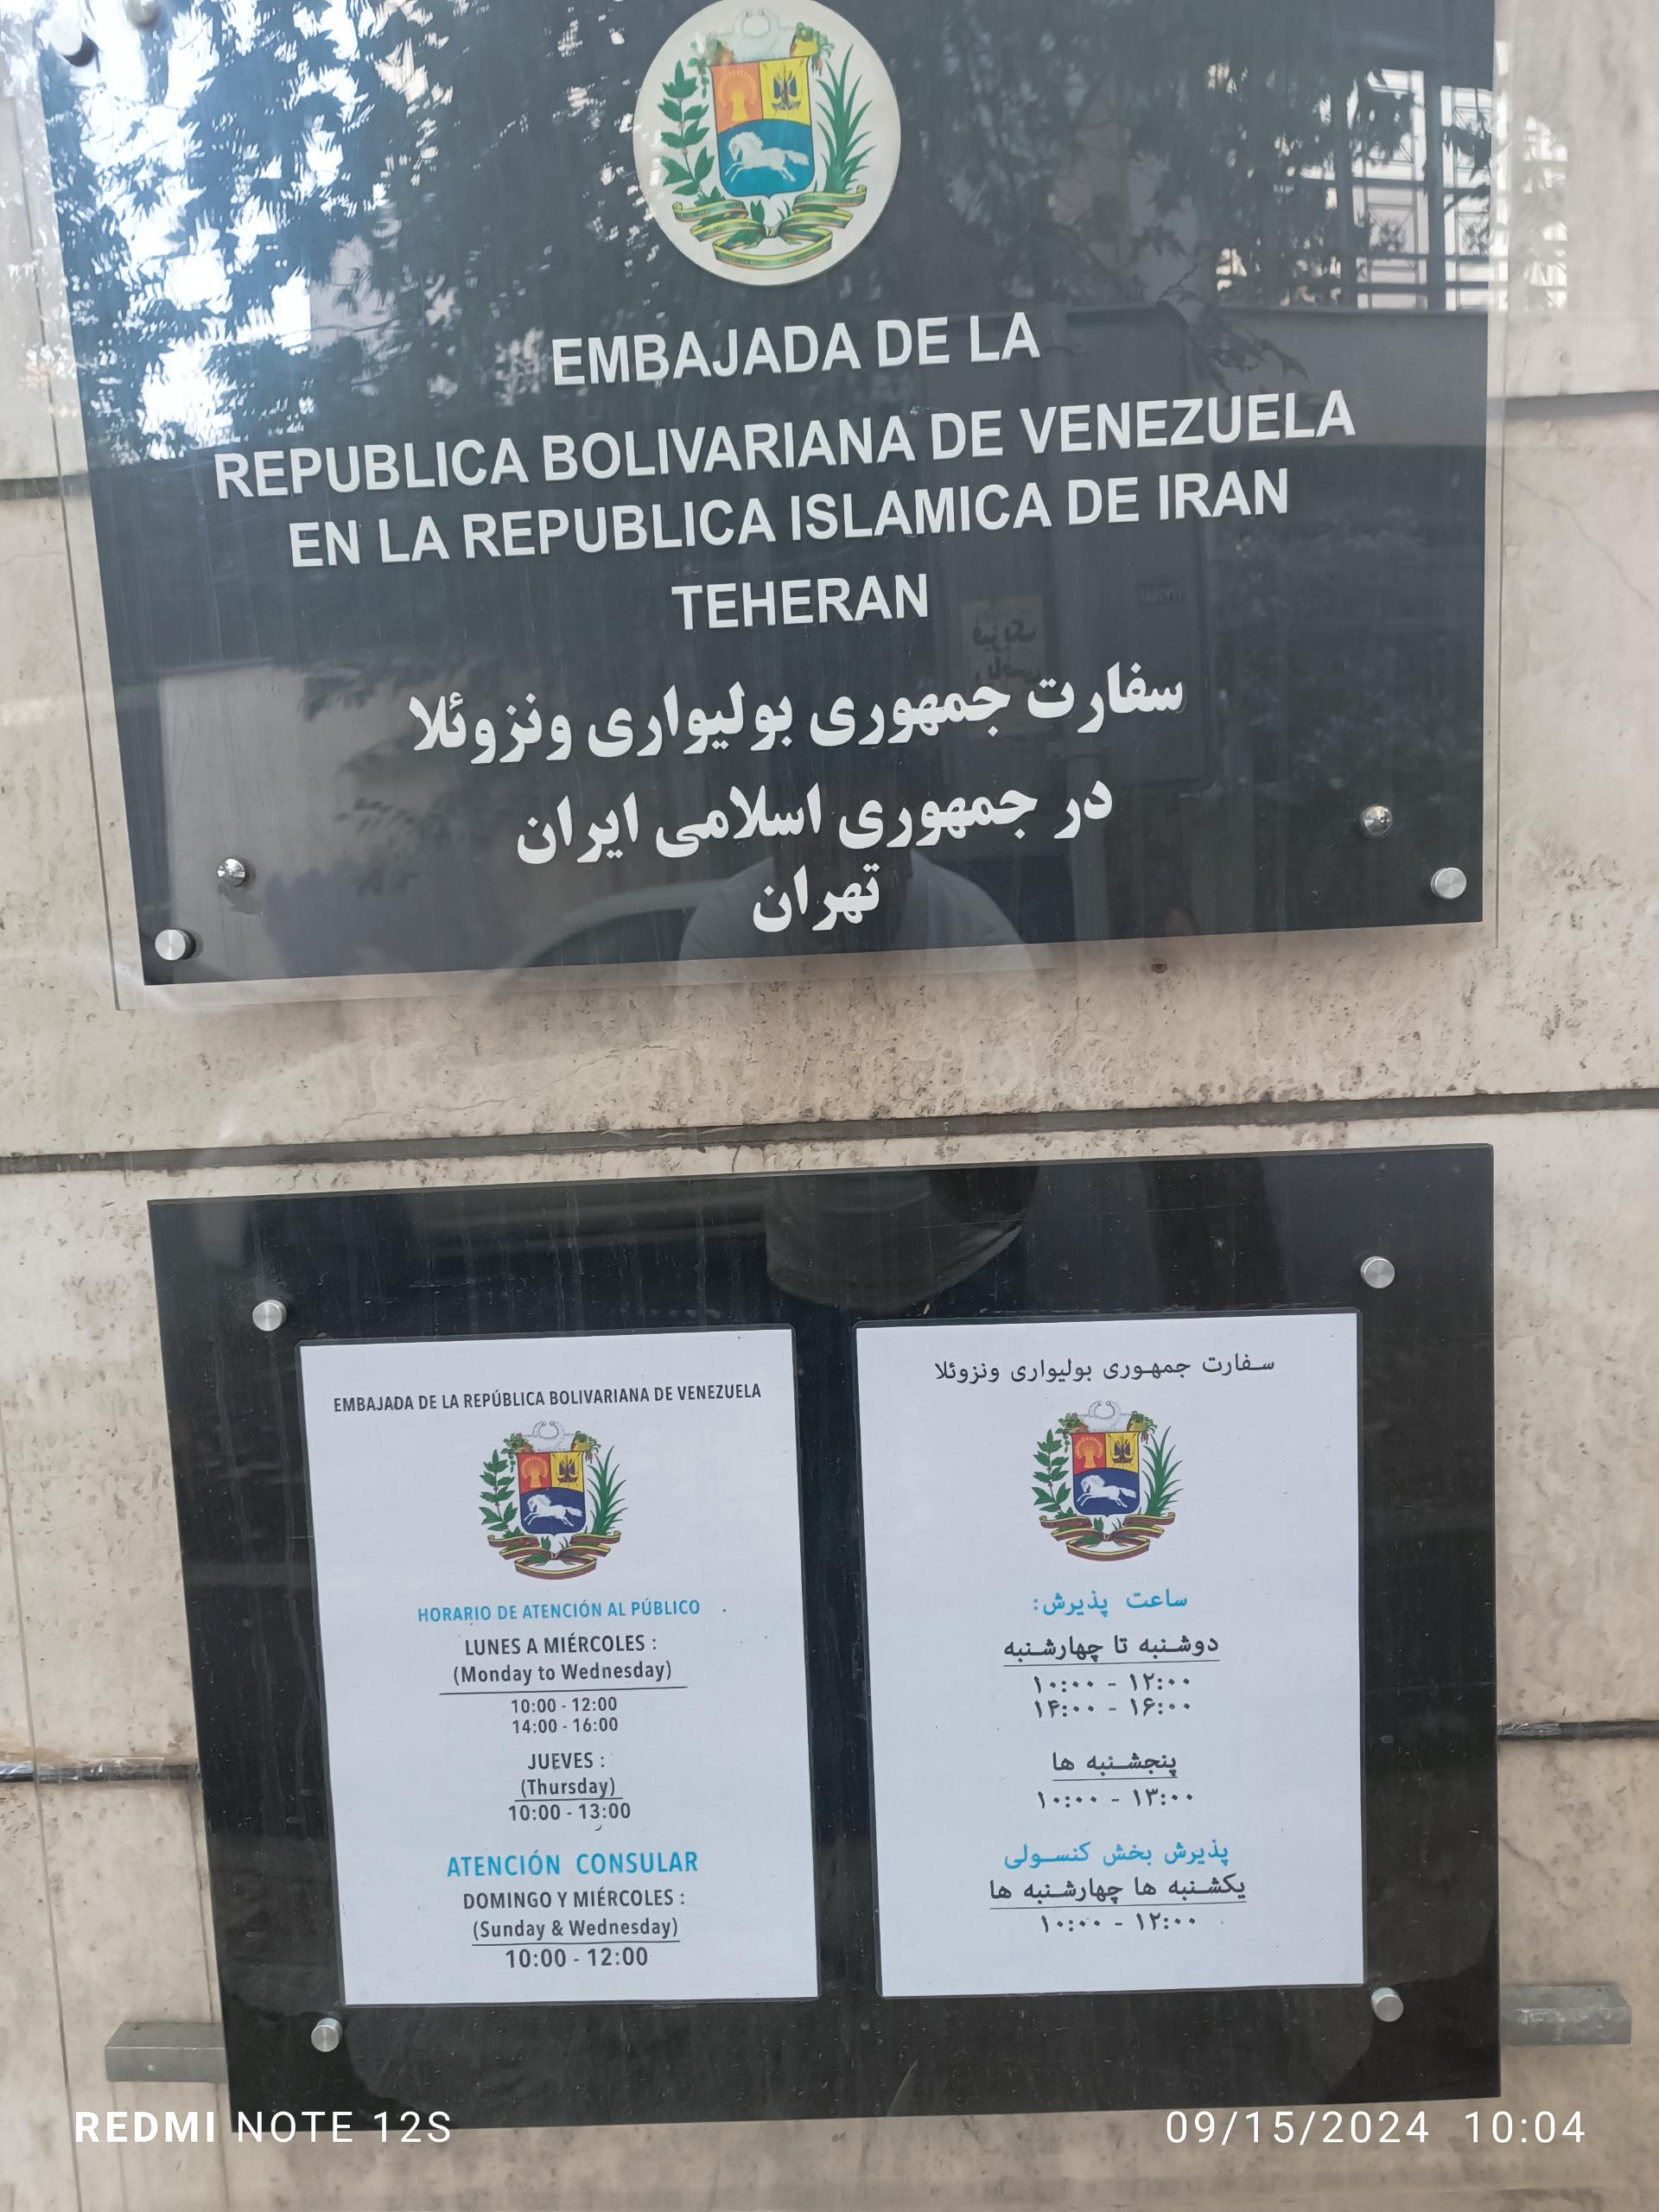 EMBAJADA DE LA
REPUBLICA BOLIVARIANA DE VENEZUELA
EN LA REPUBLICA ISLAMICA DE IRAN
TEHERAN
سفارت جمهوری بولیواری ونزوئلا
در جمهوری اسلامی ایران
تهران
EMBAJADA DE LA REPÚBLICA BOLIVARIANA DE VENEZUELA
HORARIO DE ATENCIÓN AL PÚBLICO
LUNES A MIÉRCOLES :
(Monday to Wednesday)
10:00 - 12:00
14:00 - 16:00
JUEVES :
(Thursday)
10:00 - 13:00
ATENCIÓN CONSULAR
DOMINGO Y MIÉRCOLES :
(Sunday & Wednesday)
10:00 - 12:00
سفارت جمهوری بولیواری ونزوئلا
ساعت پذیرش:
دوشنبه تا چهارشنبه
۱۰:۰۰ - ۱۲:۰۰
۱۴:۰۰ - ۱۶:۰۰
پنجشنبه ها
۱۰:۰۰ - ۱۳:۰۰
پذیرش بخش کنسولی
یکشنبه ها چهارشنبه ها
۱۰:۰۰ - ۱۲:۰۰
REDMI NOTE 12S
09/15/2024 10:04